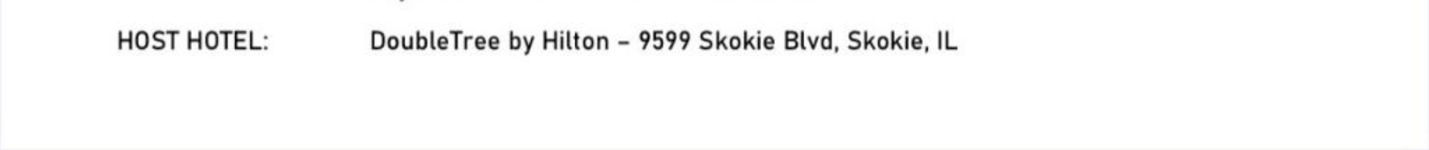 HOST HOTEL: DoubleTree by Hilton – 9599 Skokie Blvd, Skokie, IL